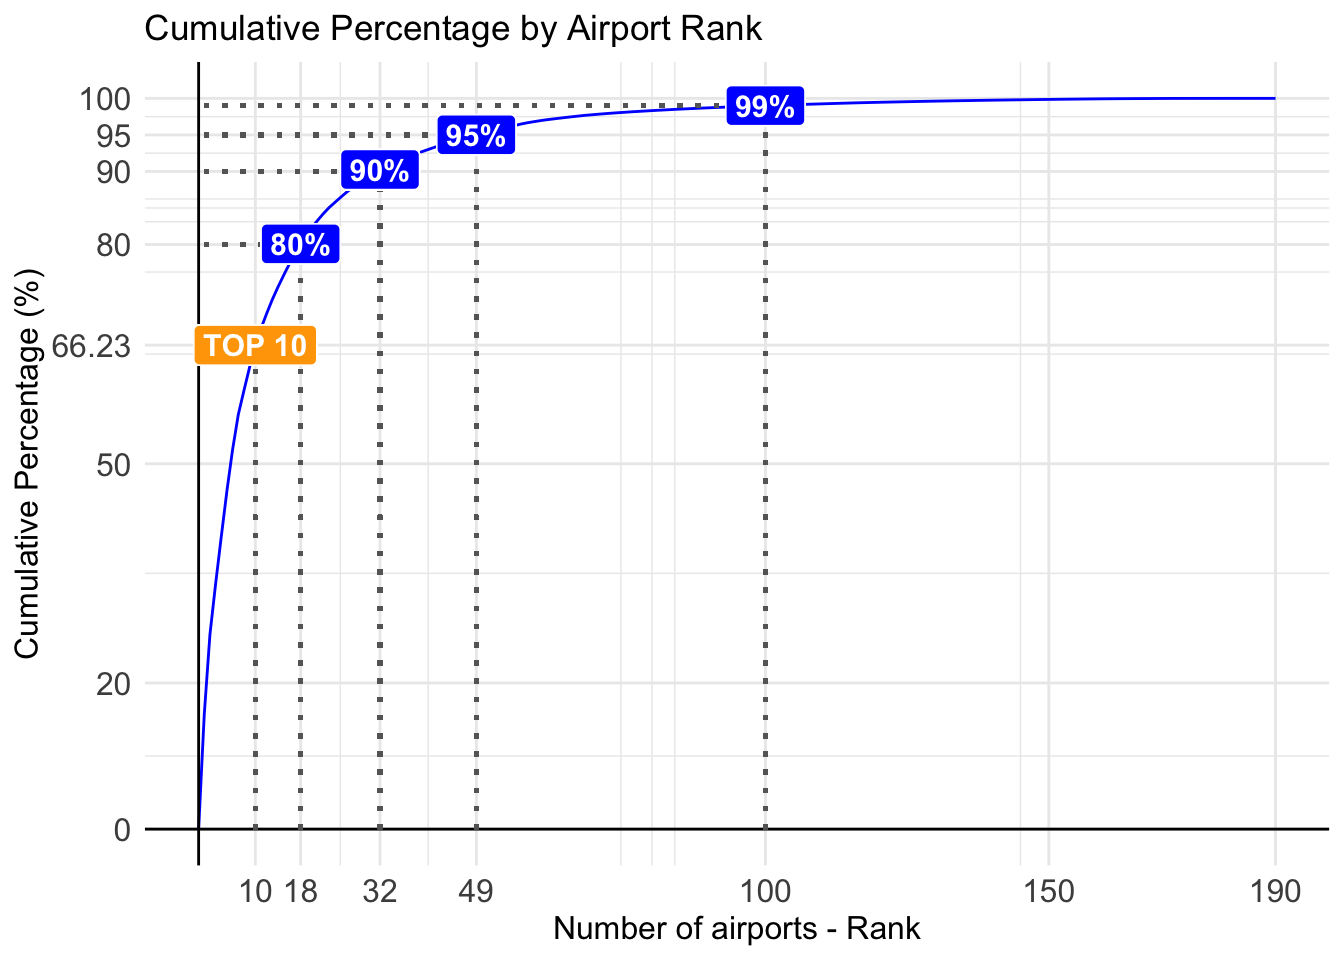 Cumulative Percentage by Airport Rank
Cumulative Percentage (%)
100
95
90
80
66.23
50
20
0
99%
95%
90%
80%
TOP 10
10 18 32 49 100 150 190
Number of airports - Rank